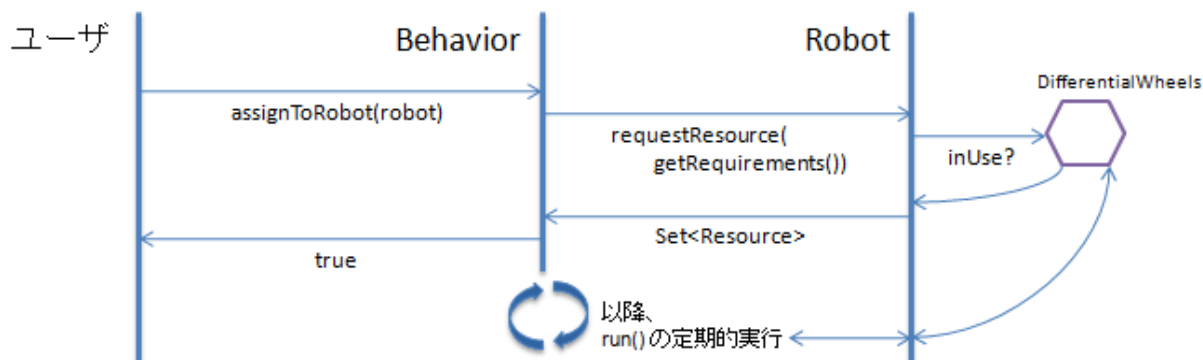 ユーザ
Behavior
Robot
DifferentialWheels
assignToRobot(robot)
requestResource(
getRequirements())
inUse?
Set<Resource>
true
以降、
run()の定期的実行